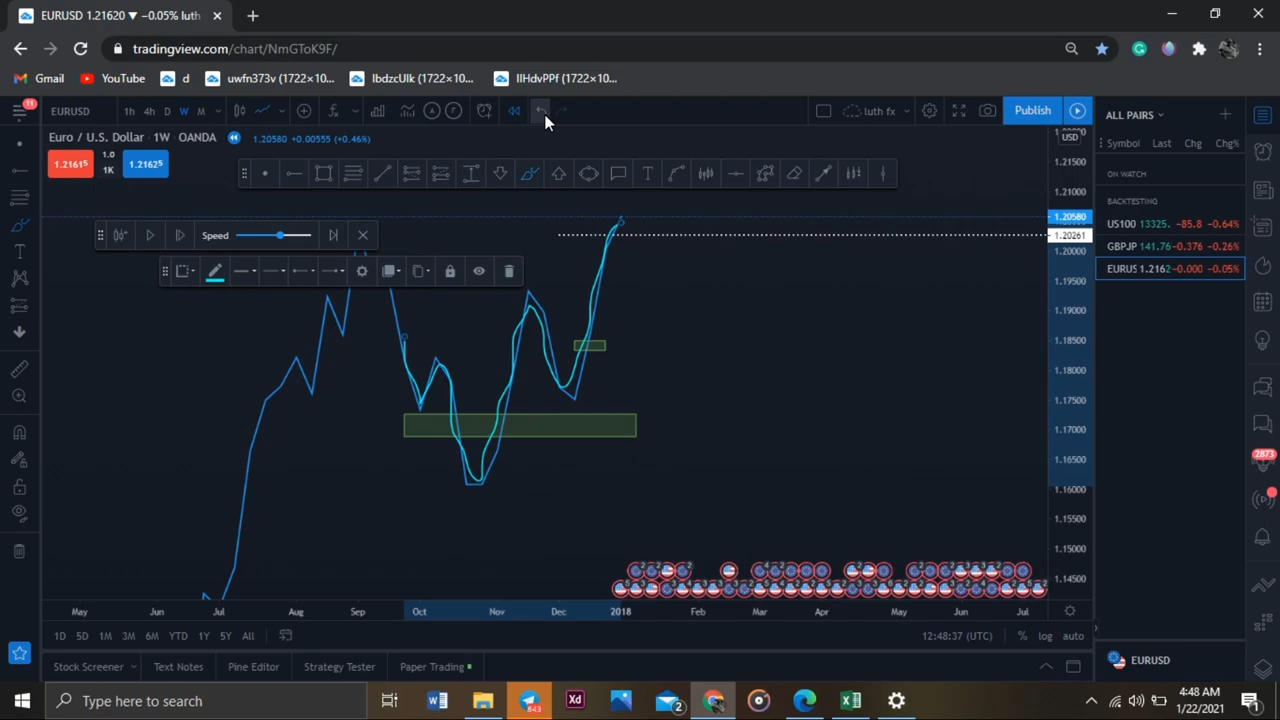 EURUSD 1.21620 ▼ −0.05% luth
tradingview.com/chart/NmGToK9F/
Gmail
YouTube
d
uwfn373v (1722×10...
lbdzcUlk (1722×10...
IIHdvPPf (1722×10...
11
EURUSD
1h 4h D W M
luth fx
Publish
ALL PAIRS
Euro / U.S. Dollar · 1W · OANDA
1.20580 +0.00555 (+0.46%)
USD
1.21615
1.0
1K
1.21625
Symbol Last Chg Chg%
ON WATCH
BACKTESTING
US100 13325. -85.8 -0.64%
GBPJP 141.76 -0.376 -0.26%
EURUS 1.2162 -0.000 -0.05%
Speed
1.21500
1.21000
1.20580
1.20261
1.20000
1.19500
1.19000
1.18500
1.18000
1.17500
1.17000
1.16500
1.16000
1.15500
1.15000
1.14500
2873
May Jun Jul Aug Sep Oct Nov Dec 2018 Feb Mar Apr May Jun Jul
1D 5D 1M 3M 6M YTD 1Y 5Y All
12:48:37 (UTC)
% log auto
Stock Screener
Text Notes
Pine Editor
Strategy Tester
Paper Trading
EURUSD
Type here to search
843
Xd
2
4:48 AM
1/22/2021
1